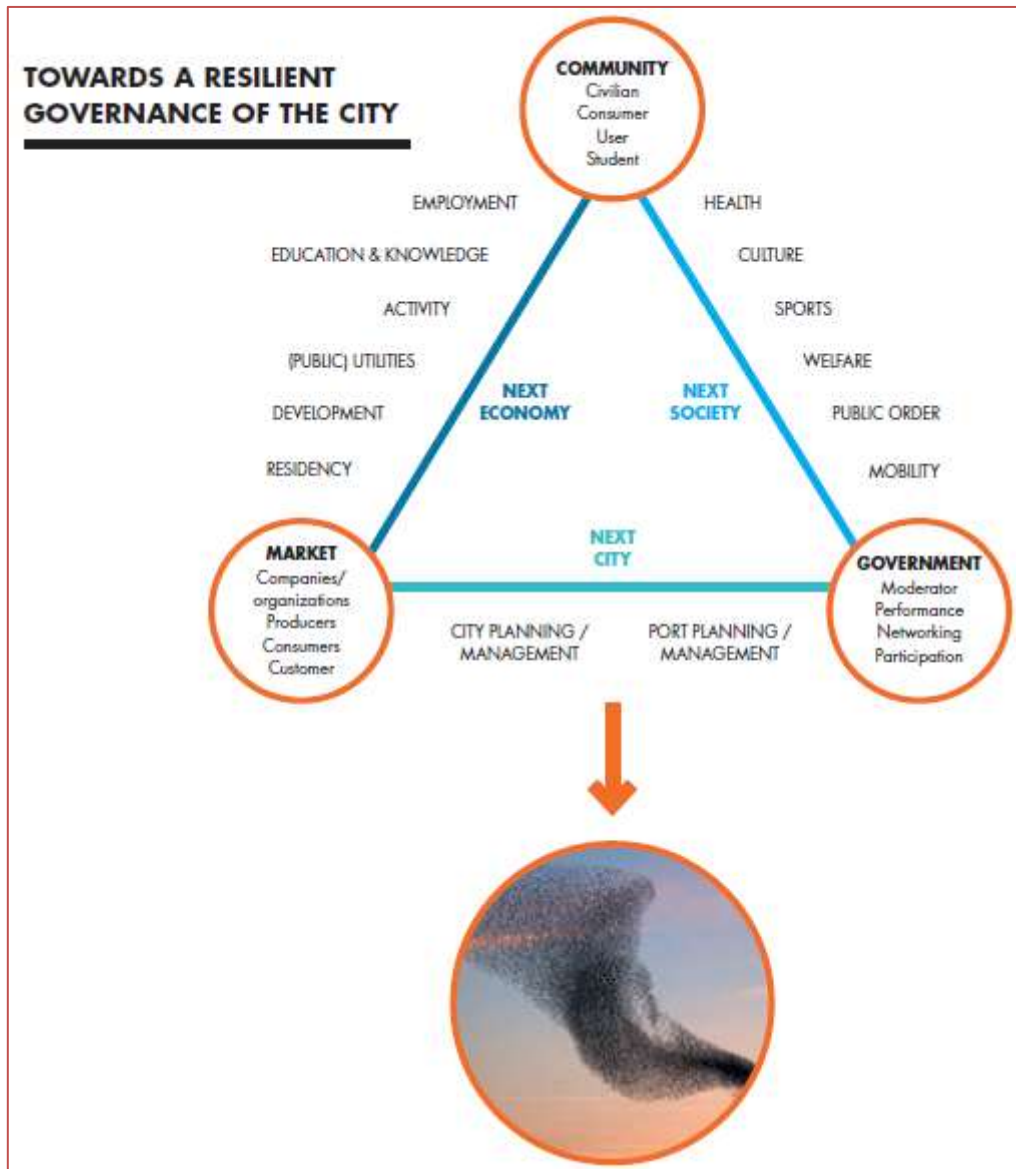 TOWARDS A RESILIENT
GOVERNANCE OF THE CITY
COMMUNITY
Civilian
Consumer
User
Student
EMPLOYMENT
EDUCATION & KNOWLEDGE
ACTIVITY
(PUBLIC) UTILITIES
DEVELOPMENT
RESIDENCY
HEALTH
CULTURE
SPORTS
WELFARE
PUBLIC ORDER
MOBILITY
NEXT
ECONOMY
NEXT
SOCIETY
NEXT
CITY
MARKET
Companies/
organizations
Producers
Consumers
Customer
GOVERNMENT
Moderator
Performance
Networking
Participation
CITY PLANNING /
MANAGEMENT
PORT PLANNING /
MANAGEMENT